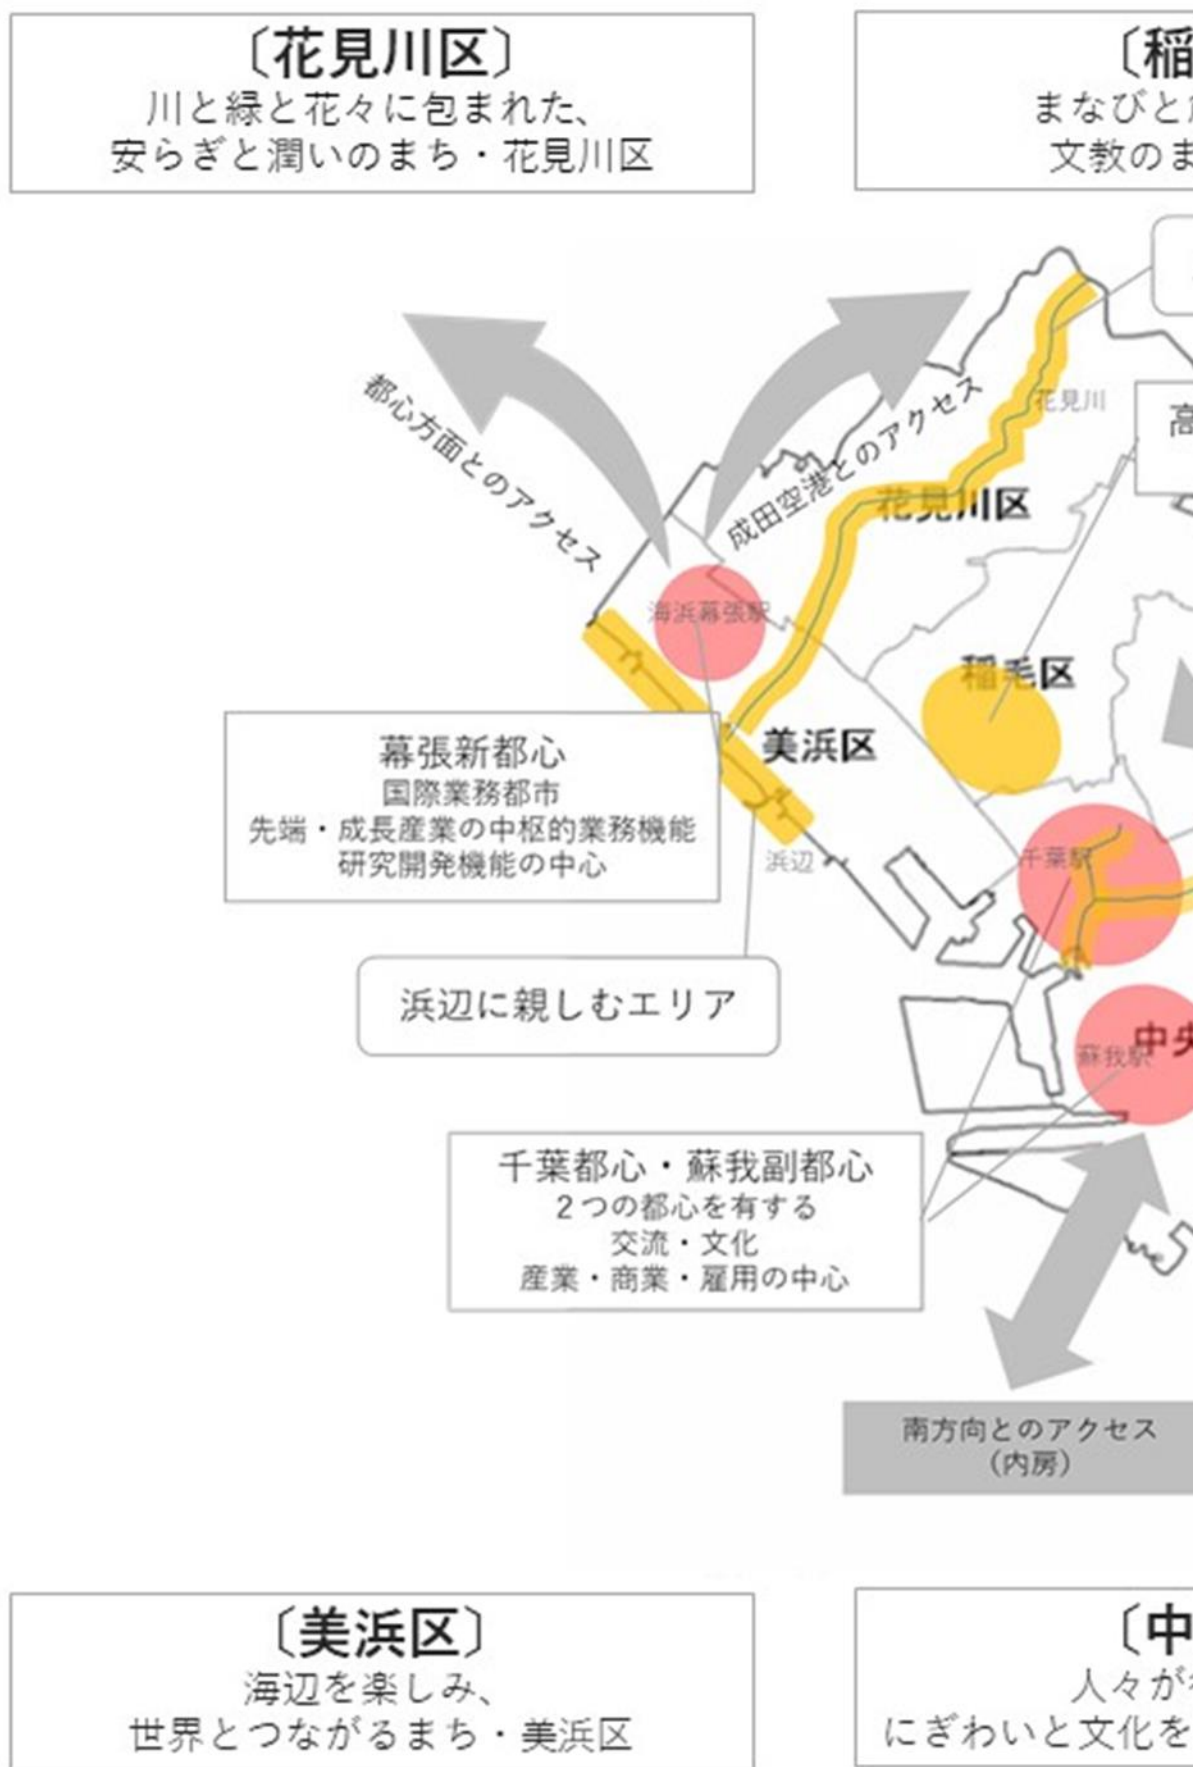 〔花見川区〕
川と緑と花々に包まれた、
安らぎと潤いのまち・花見川区
〔稲
まなびと
文教のま
都心方面とのアクセス
成田空港とのアクセス
花見川
高
花見川区
海浜幕張駅
稲毛区
美浜区
幕張新都心
国際業務都市
先端・成長産業の中枢的業務機能
研究開発機能の中心
浜辺
千葉駅
浜辺に親しむエリア
中央
蘇我駅
千葉都心・蘇我副都心
2つの都心を有する
交流・文化
産業・商業・雇用の中心
南方向とのアクセス
(内房)
〔美浜区〕
海辺を楽しみ、
世界とつながるまち・美浜区
〔中
人々が
にぎわいと文化を